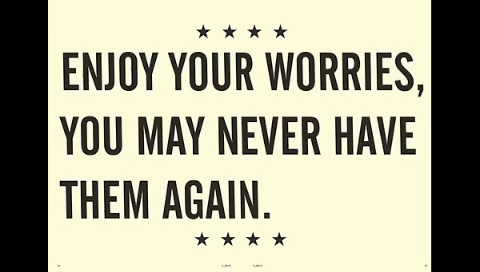 ENJOY YOUR WORRIES,
YOU MAY NEVER HAVE
THEM AGAIN.